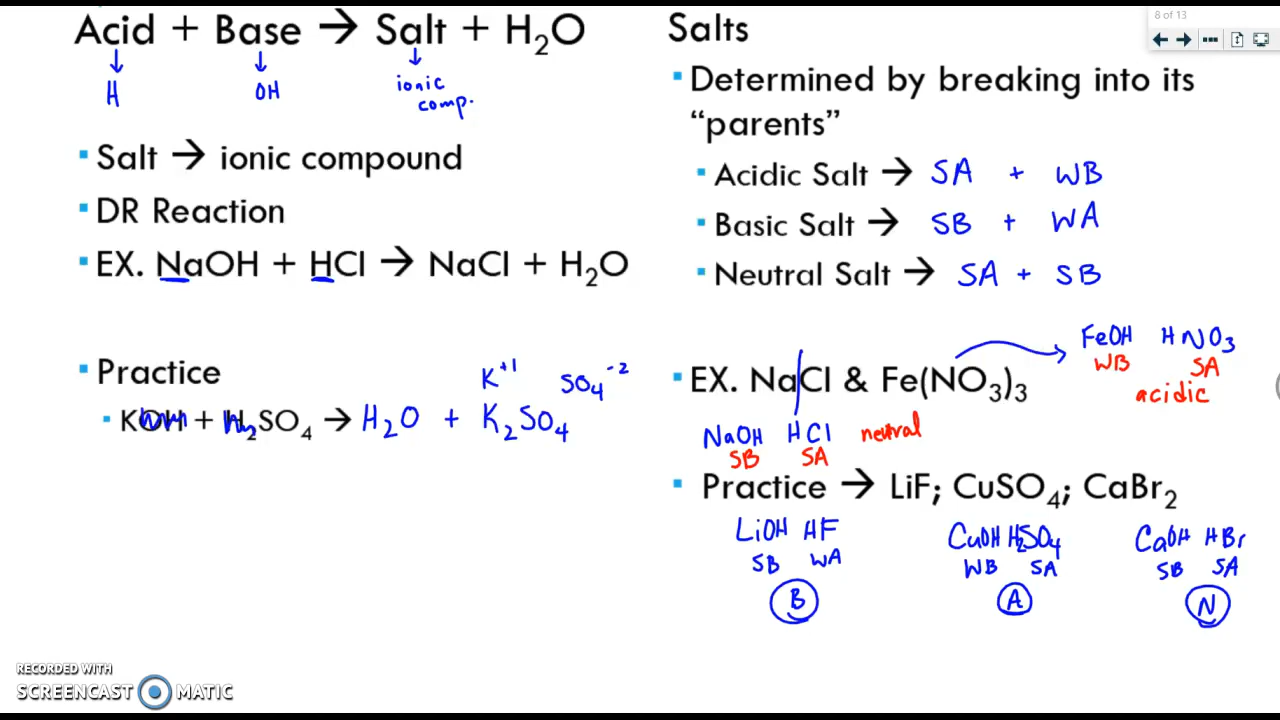 8 of 13
Acid + Base → Salt + H₂O
H OH ionic comp.
Salt → ionic compound
DR Reaction
EX. NaOH + HCl → NaCl + H₂O
Practice
K⁺¹ SO₄⁻²
KOH + H₂SO₄ → H₂O + K₂SO₄
Salts
Determined by breaking into its
“parents”
Acidic Salt → SA + WB
Basic Salt → SB + WA
Neutral Salt → SA + SB
FeOH HNO₃
WB SA
acidic
EX. NaCl & Fe(NO₃)₃
NaOH HCl neutral
SB SA
Practice → LiF; CuSO₄; CaBr₂
LiOH HF CuOH H₂SO₄ CaOH HBr
SB WA WB SA SB SA
B A N
RECORDED WITH
SCREENCAST MATIC